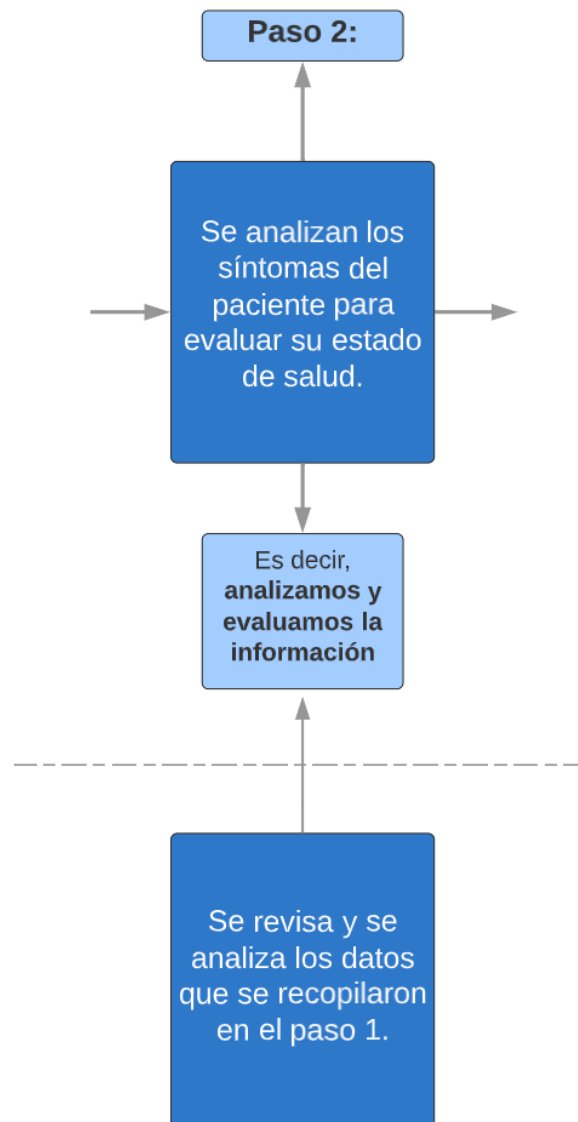 Paso 2:
Se analizan los
síntomas del
paciente para
evaluar su estado
de salud.
Es decir,
analizamos y
evaluamos la
información
Se revisa y se
analiza los datos
que se recopilaron
en el paso 1.